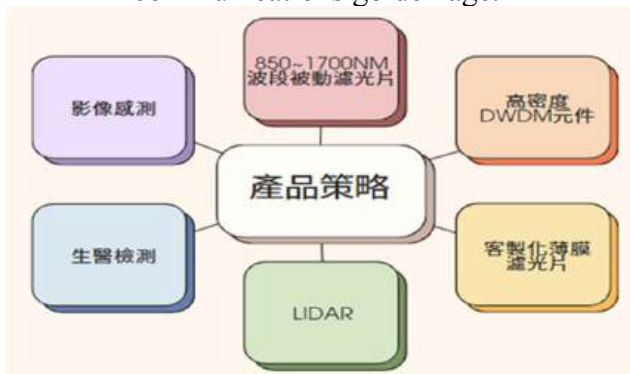 850~1700NM
波段被動濾光片
影像感測
高密度
DWDM元件
產品策略
生醫檢測
客製化薄膜
濾光片
LIDAR